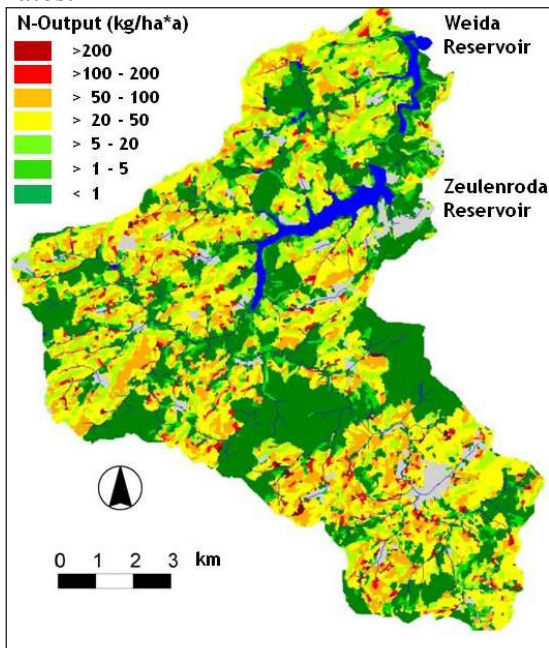 N-Output (kg/ha*a)
>200
>100 - 200
> 50 - 100
> 20 - 50
> 5 - 20
> 1 - 5
< 1
Weida
Reservoir
Zeulenroda
Reservoir
0 1 2 3 km